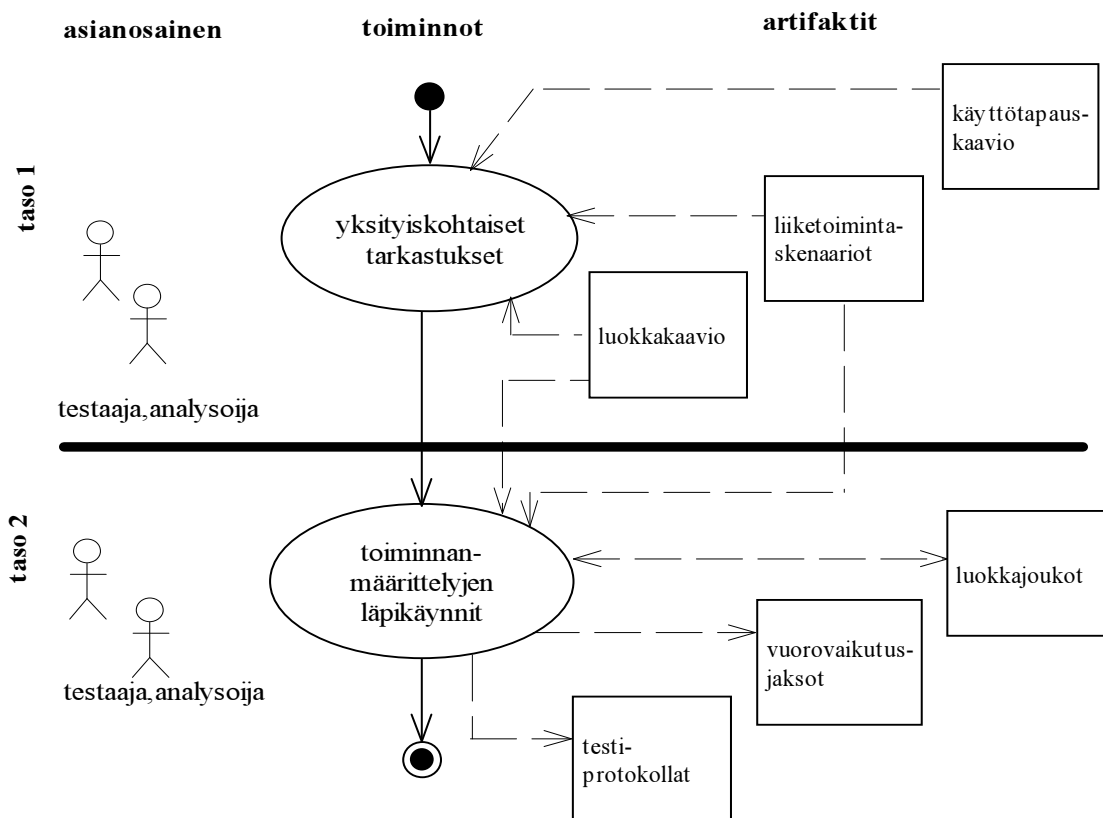 asianosainen
toiminnot
artifaktit
taso 1
käyttötapaus-
kaavio
yksityiskohtaiset
tarkastukset
liiketoiminta-
skenaariot
luokkakaavio
testaaja,analysoija
taso 2
toiminnan-
määrittelyjen
läpikäynnit
luokkajoukot
vuorovaikutus-
jaksot
testaaja,analysoija
testi-
protokollat